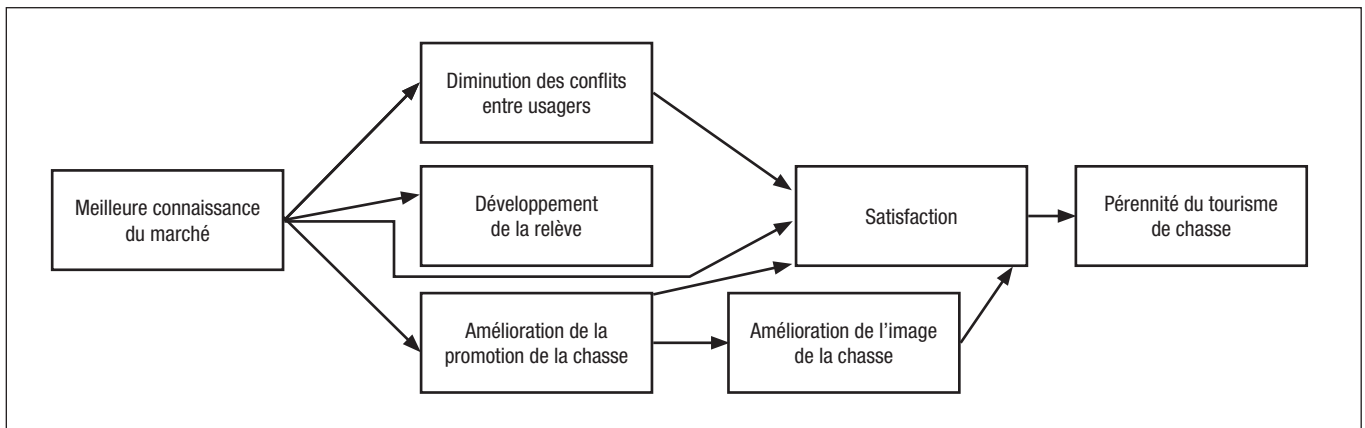 Diminution des conflits
entre usagers
Meilleure connaissance
du marché
Développement
de la relève
Satisfaction
Pérennité du tourisme
de chasse
Amélioration de la
promotion de la chasse
Amélioration de l’image
de la chasse